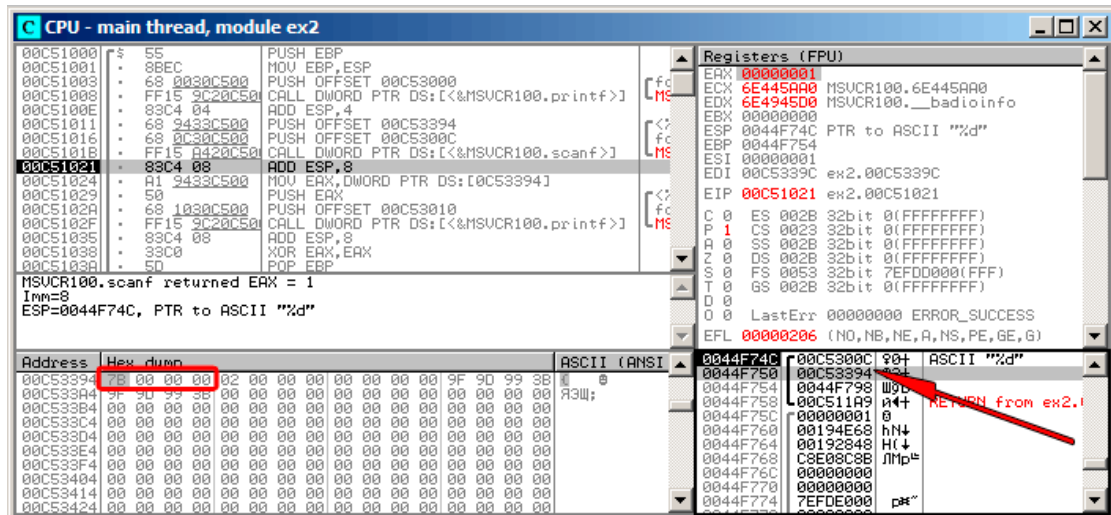 C CPU - main thread, module ex2
00C51000 $ 55 PUSH EBP
00C51001 . 8BEC MOV EBP,ESP
00C51003 . 68 0030C500 PUSH OFFSET 00C53000
00C51008 . FF15 9C20C50 CALL DWORD PTR DS:[<&MSVCR100.printf>]
00C5100E . 83C4 04 ADD ESP,4
00C51011 . 68 9433C500 PUSH OFFSET 00C53394
00C51016 . 68 0C30C500 PUSH OFFSET 00C5300C
00C5101B . FF15 A420C50 CALL DWORD PTR DS:[<&MSVCR100.scanf>]
00C51021 . 83C4 08 ADD ESP,8
00C51024 . A1 9433C500 MOV EAX,DWORD PTR DS:[0C53394]
00C51029 . 50 PUSH EAX
00C5102A . 68 1030C500 PUSH OFFSET 00C53010
00C5102F . FF15 9C20C50 CALL DWORD PTR DS:[<&MSVCR100.printf>]
00C51035 . 83C4 08 ADD ESP,8
00C51038 . 33C0 XOR EAX,EAX
00C5103A . 5D POP EBP
MSVCR100.scanf returned EAX = 1
Imm=8
ESP=0044F74C, PTR to ASCII "%d"
Registers (FPU)
EAX 00000001
ECX 6E445AA0 MSVCR100.6E445AA0
EDX 6E4945D0 MSVCR100.__badioinfo
EBX 00000000
ESP 0044F74C PTR to ASCII "%d"
EBP 0044F754
ESI 00000001
EDI 00C5339C ex2.00C5339C
EIP 00C51021 ex2.00C51021
C 0 ES 002B 32bit 0(FFFFFFFF)
P 1 CS 0023 32bit 0(FFFFFFFF)
A 0 SS 002B 32bit 0(FFFFFFFF)
Z 0 DS 002B 32bit 0(FFFFFFFF)
S 0 FS 0053 32bit 7EFDD000(FFF)
T 0 GS 002B 32bit 0(FFFFFFFF)
D 0
O 0 LastErr 00000000 ERROR_SUCCESS
EFL 00000206 (NO,NB,NE,A,NS,PE,GE,G)
Address Hex dump ASCII (ANSI
00C53394 7B 00 00 00 02 00 00 00 00 00 00 00 9F 9D 99 3B {
00C533A4 9F 9D 99 3B 00 00 00 00 00 00 00 00 00 00 00 00 ЯЭЩ;
00C533B4 00 00 00 00 00 00 00 00 00 00 00 00 00 00 00 00
00C533C4 00 00 00 00 00 00 00 00 00 00 00 00 00 00 00 00
00C533D4 00 00 00 00 00 00 00 00 00 00 00 00 00 00 00 00
00C533E4 00 00 00 00 00 00 00 00 00 00 00 00 00 00 00 00
00C533F4 00 00 00 00 00 00 00 00 00 00 00 00 00 00 00 00
00C53404 00 00 00 00 00 00 00 00 00 00 00 00 00 00 00 00
00C53414 00 00 00 00 00 00 00 00 00 00 00 00 00 00 00 00
00C53424 00 00 00 00 00 00 00 00 00 00 00 00 00 00 00 00
0044F74C 00C5300C ASCII "%d"
0044F750 00C53394
0044F754 0044F798
0044F758 00C511A9 RETURN from ex2.
0044F75C 00000001
0044F760 00194E68 hN↓
0044F764 00192848 H(↓
0044F768 C8E08C8B
0044F76C 00000000
0044F770 00000000
0044F774 7EFDE000